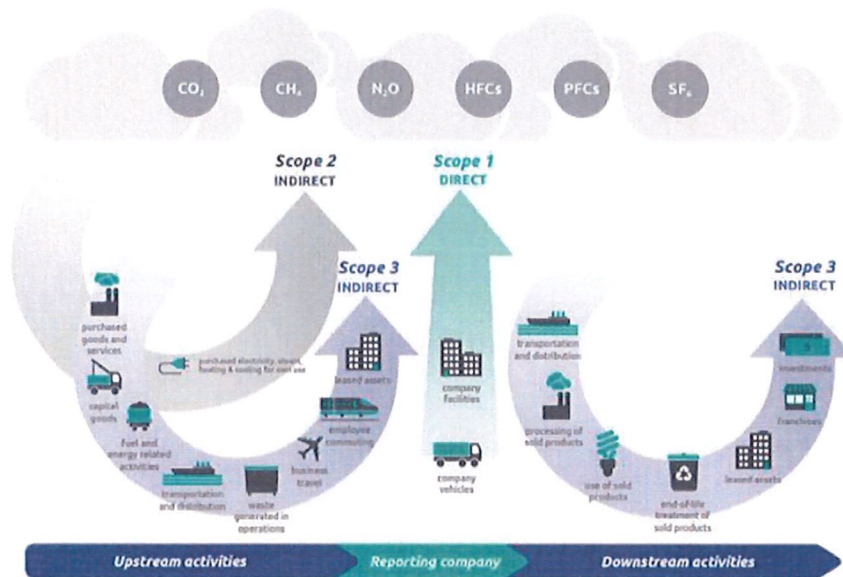 CO₂
CH₄
N₂O
HFCs
PFCs
SF₆
Scope 2
INDIRECT
Scope 1
DIRECT
Scope 3
INDIRECT
Scope 3
INDIRECT
purchased
goods and
services
capital
goods
fuel and
energy related
activities
transportation
and distribution
waste
generated in
operations
business
travel
employee
commuting
leased assets
purchased electricity, steam,
heating & cooling for own use
company
facilities
company
vehicles
transportation
and distribution
processing of
sold products
use of sold
products
end-of-life
treatment of
sold products
leased assets
franchises
investments
Upstream activities
Reporting company
Downstream activities